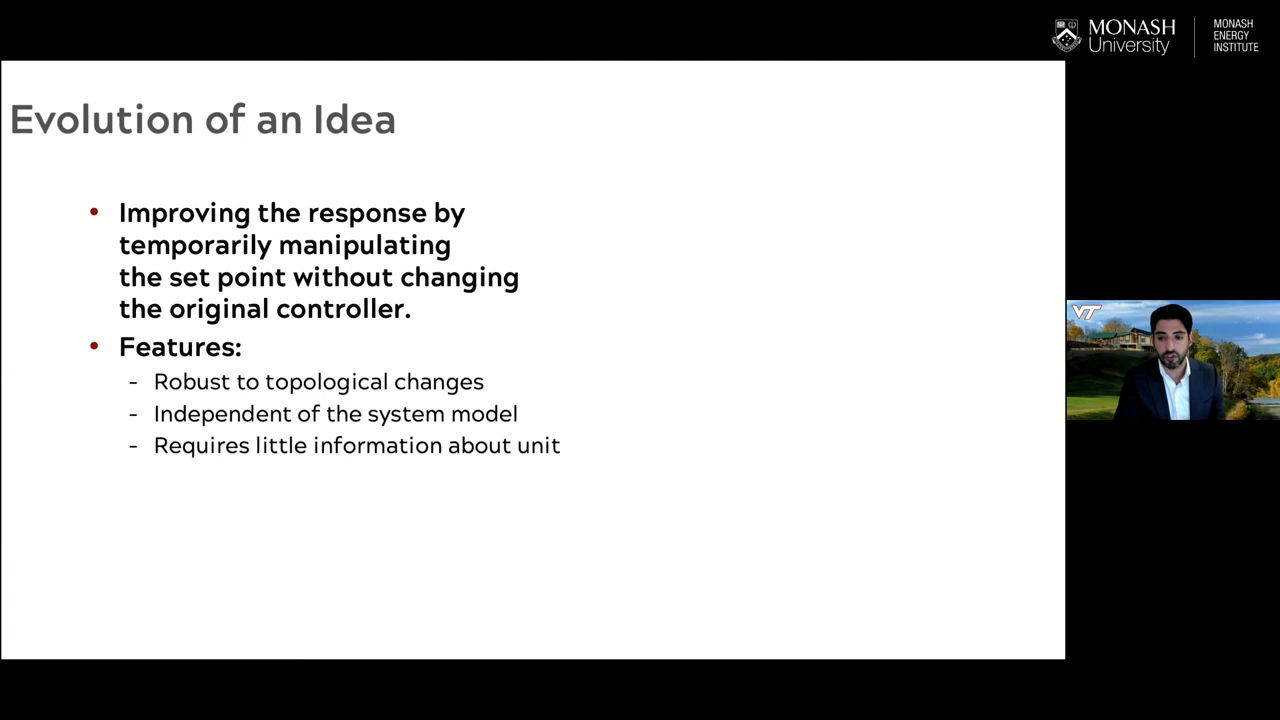 MONASH
University
MONASH
ENERGY
INSTITUTE
Evolution of an Idea
• Improving the response by
temporarily manipulating
the set point without changing
the original controller.
• Features:
- Robust to topological changes
- Independent of the system model
- Requires little information about unit
VT